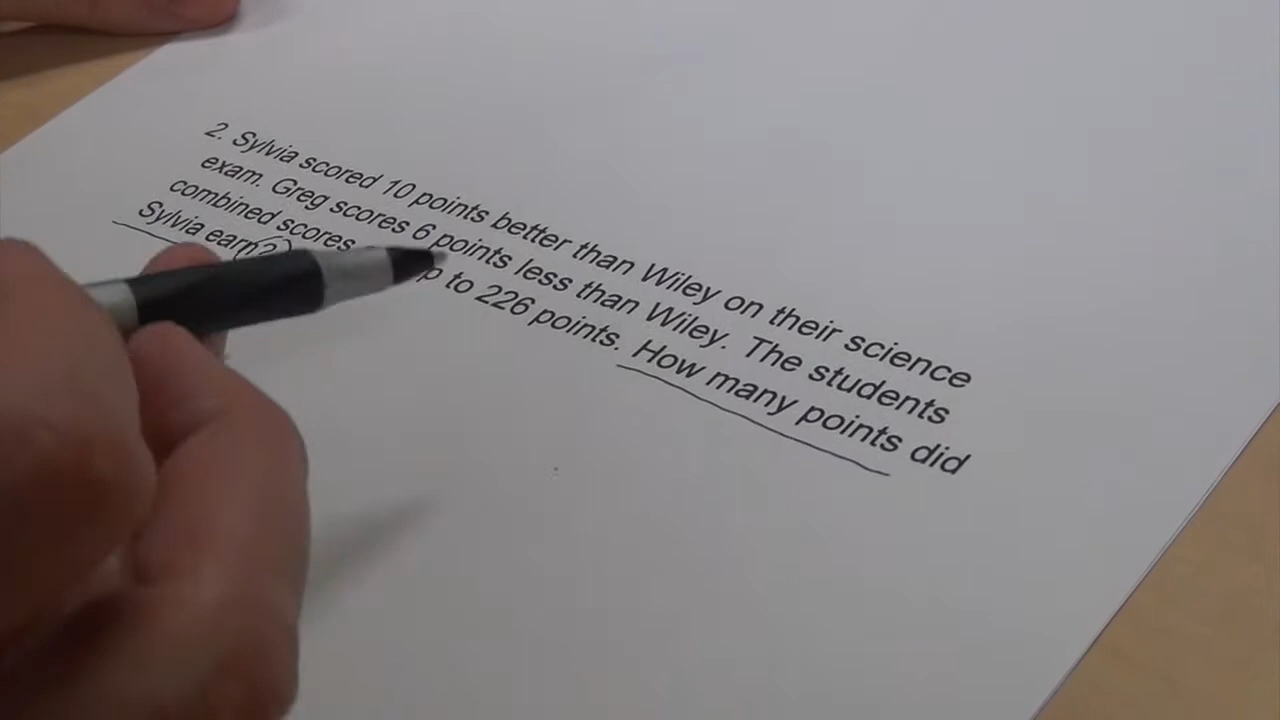 2. Sylvia scored 10 points better than Wiley on their science
exam. Greg scores 6 points less than Wiley. The students
combined scores to 226 points. How many points did
Sylvia earn?